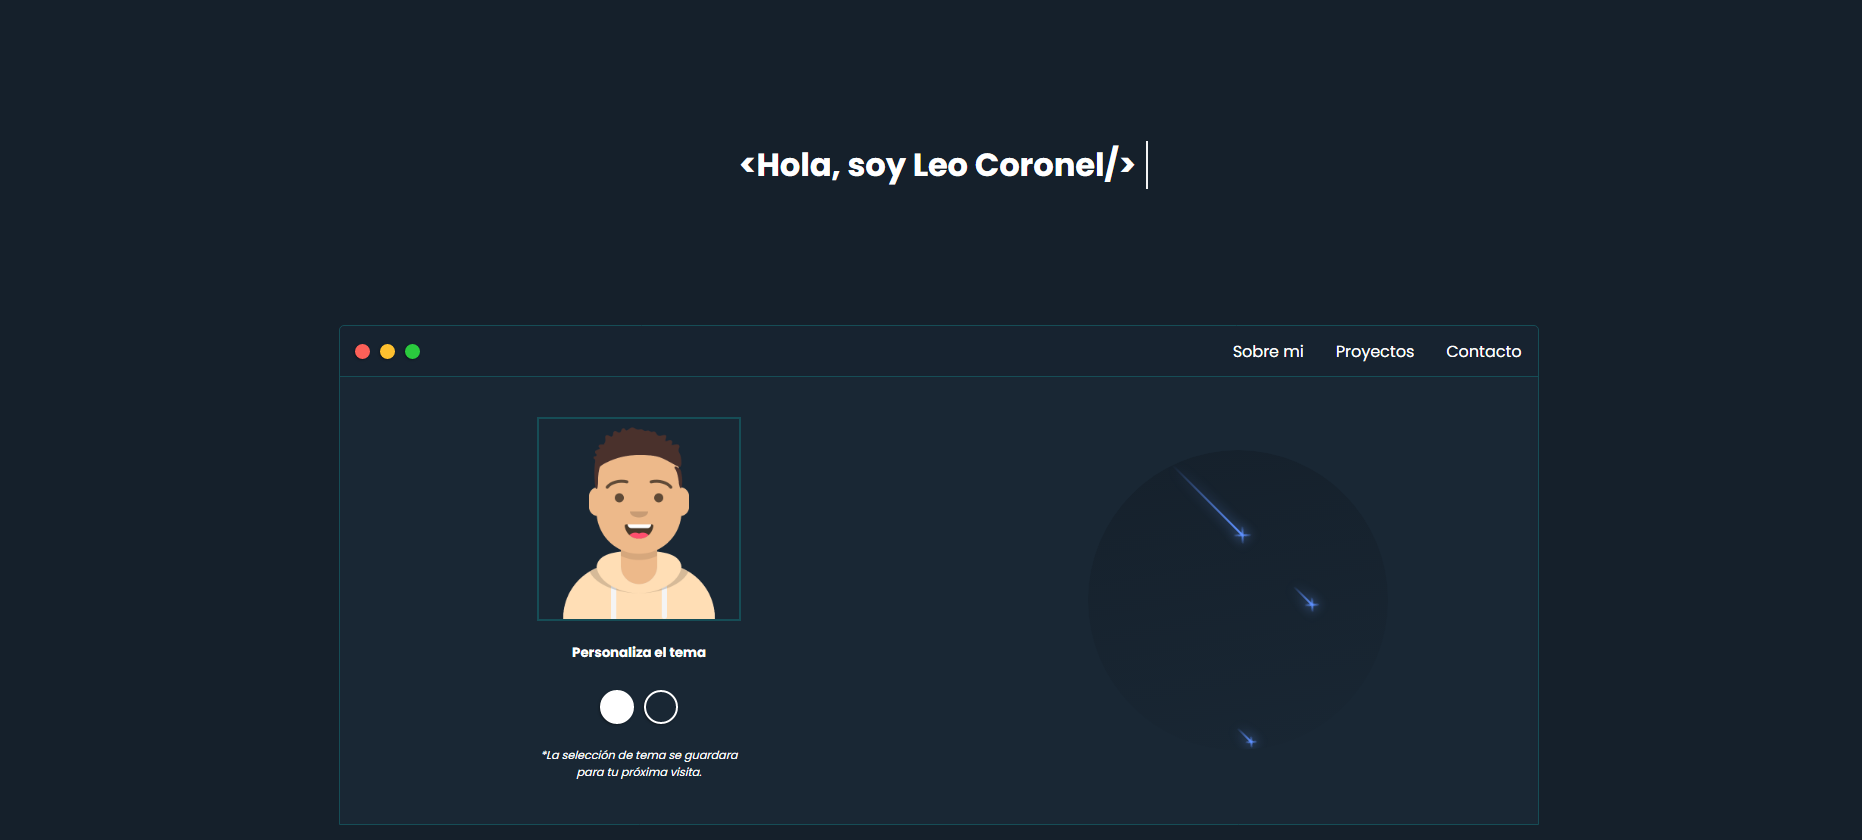 <Hola, soy Leo Coronel/>
Sobre mi Proyectos Contacto
Personaliza el tema
*La selección de tema se guardara
para tu próxima visita.